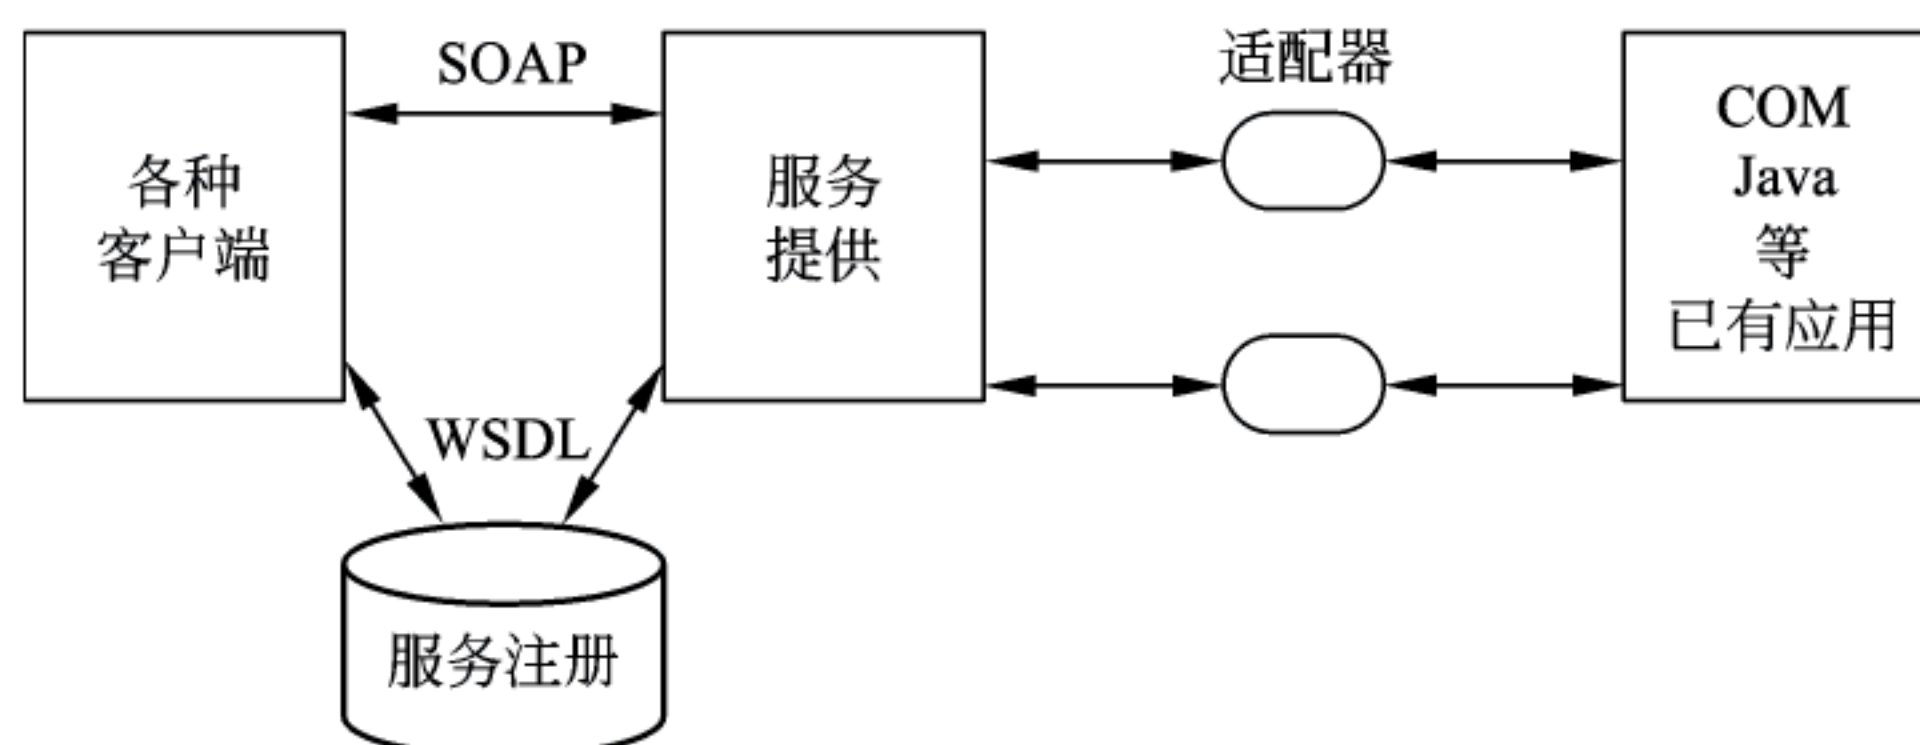 SOAP
各种
客户端
服务
提供
适配器
COM
Java
等
已有应用
WSDL
服务注册